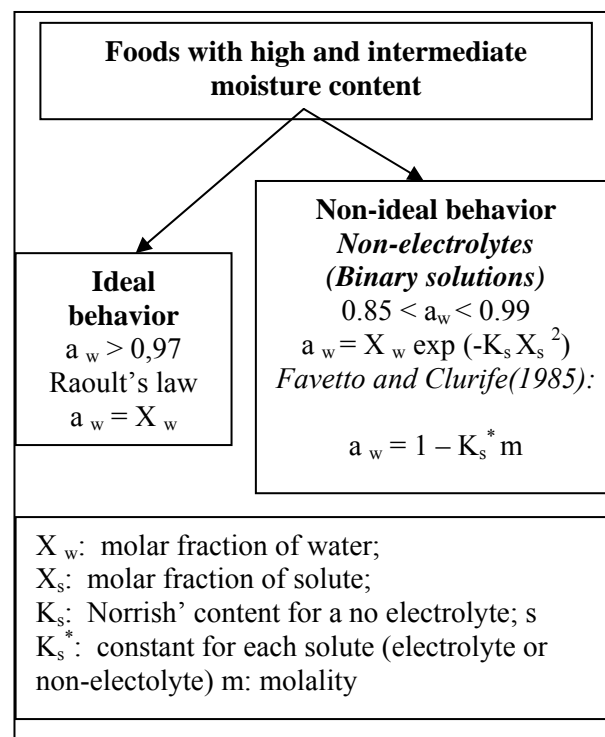 Foods with high and intermediate
moisture content
Ideal
behavior
a w > 0,97
Raoult's law
a w = X w
Non-ideal behavior
Non-electrolytes
(Binary solutions)
0.85 < aw < 0.99
a w = X w exp (-Ks Xs ²)
Favetto and Clurife(1985):
a w = 1 – Ks* m
X w: molar fraction of water;
Xs: molar fraction of solute;
Ks: Norrish' content for a no electrolyte; s
Ks*: constant for each solute (electrolyte or
non-electolyte) m: molality